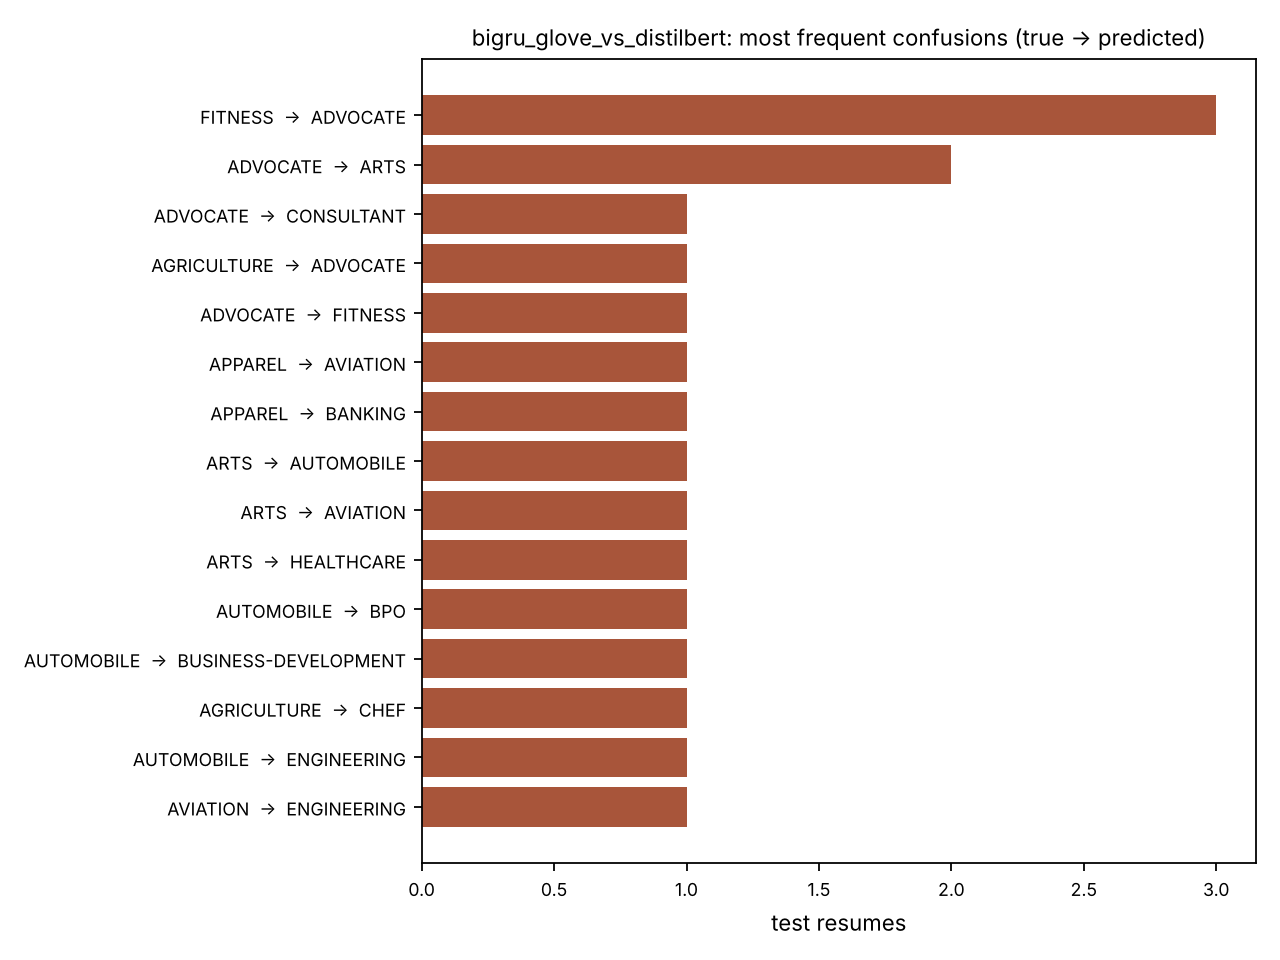 bigru_glove_vs_distilbert: most frequent confusions (true → predicted)
FITNESS → ADVOCATE
ADVOCATE → ARTS
ADVOCATE → CONSULTANT
AGRICULTURE → ADVOCATE
ADVOCATE → FITNESS
APPAREL → AVIATION
APPAREL → BANKING
ARTS → AUTOMOBILE
ARTS → AVIATION
ARTS → HEALTHCARE
AUTOMOBILE → BPO
AUTOMOBILE → BUSINESS-DEVELOPMENT
AGRICULTURE → CHEF
AUTOMOBILE → ENGINEERING
AVIATION → ENGINEERING
0.0 0.5 1.0 1.5 2.0 2.5 3.0
test resumes